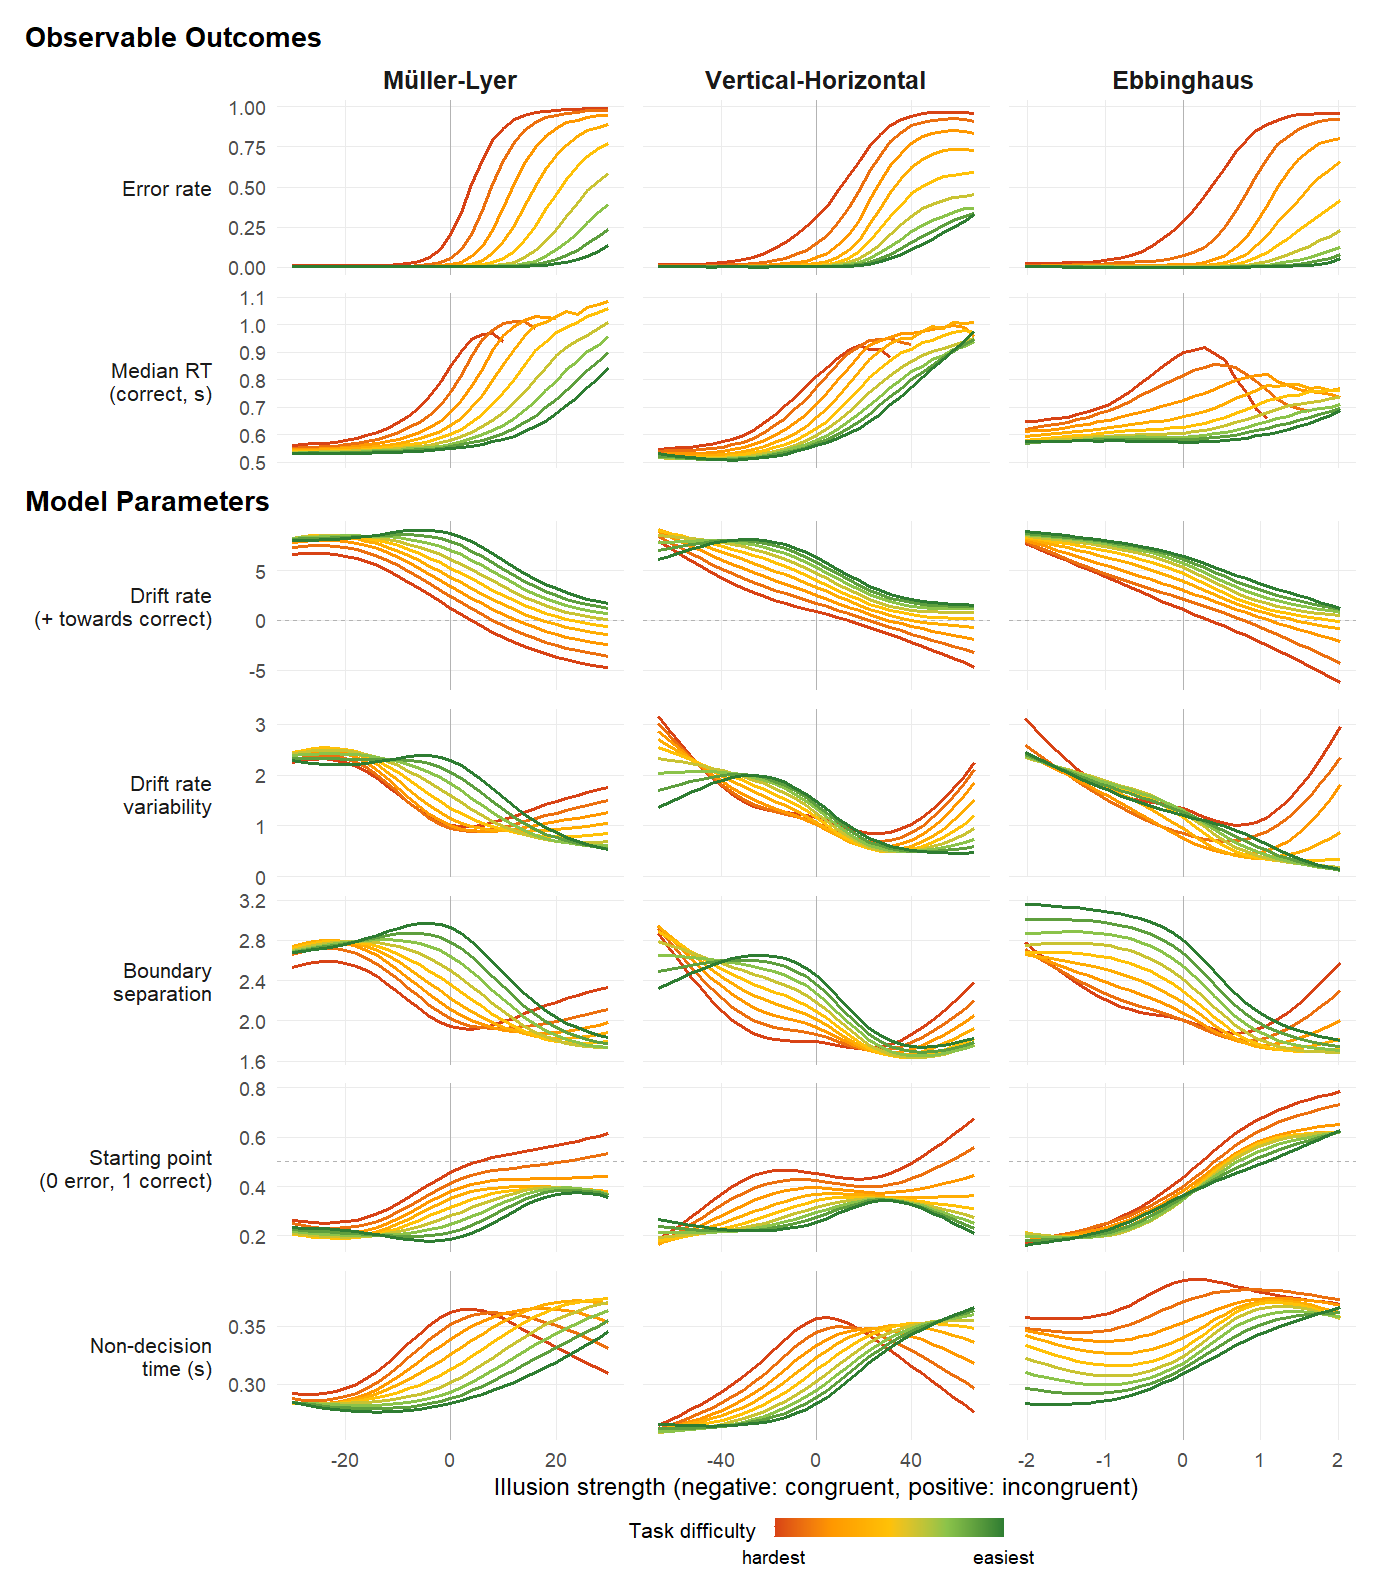 Observable Outcomes
Müller-Lyer Vertical-Horizontal Ebbinghaus
Error rate
1.00
0.75
0.50
0.25
0.00
Median RT
(correct, s)
1.1
1.0
0.9
0.8
0.7
0.6
0.5
Model Parameters
Drift rate
(+ towards correct)
5
0
-5
Drift rate
variability
3
2
1
0
Boundary
separation
3.2
2.8
2.4
2.0
1.6
Starting point
(0 error, 1 correct)
0.8
0.6
0.4
0.2
Non-decision
time (s)
0.35
0.30
-20 0 20 -40 0 40 -2 -1 0 1 2
Illusion strength (negative: congruent, positive: incongruent)
Task difficulty
hardest easiest